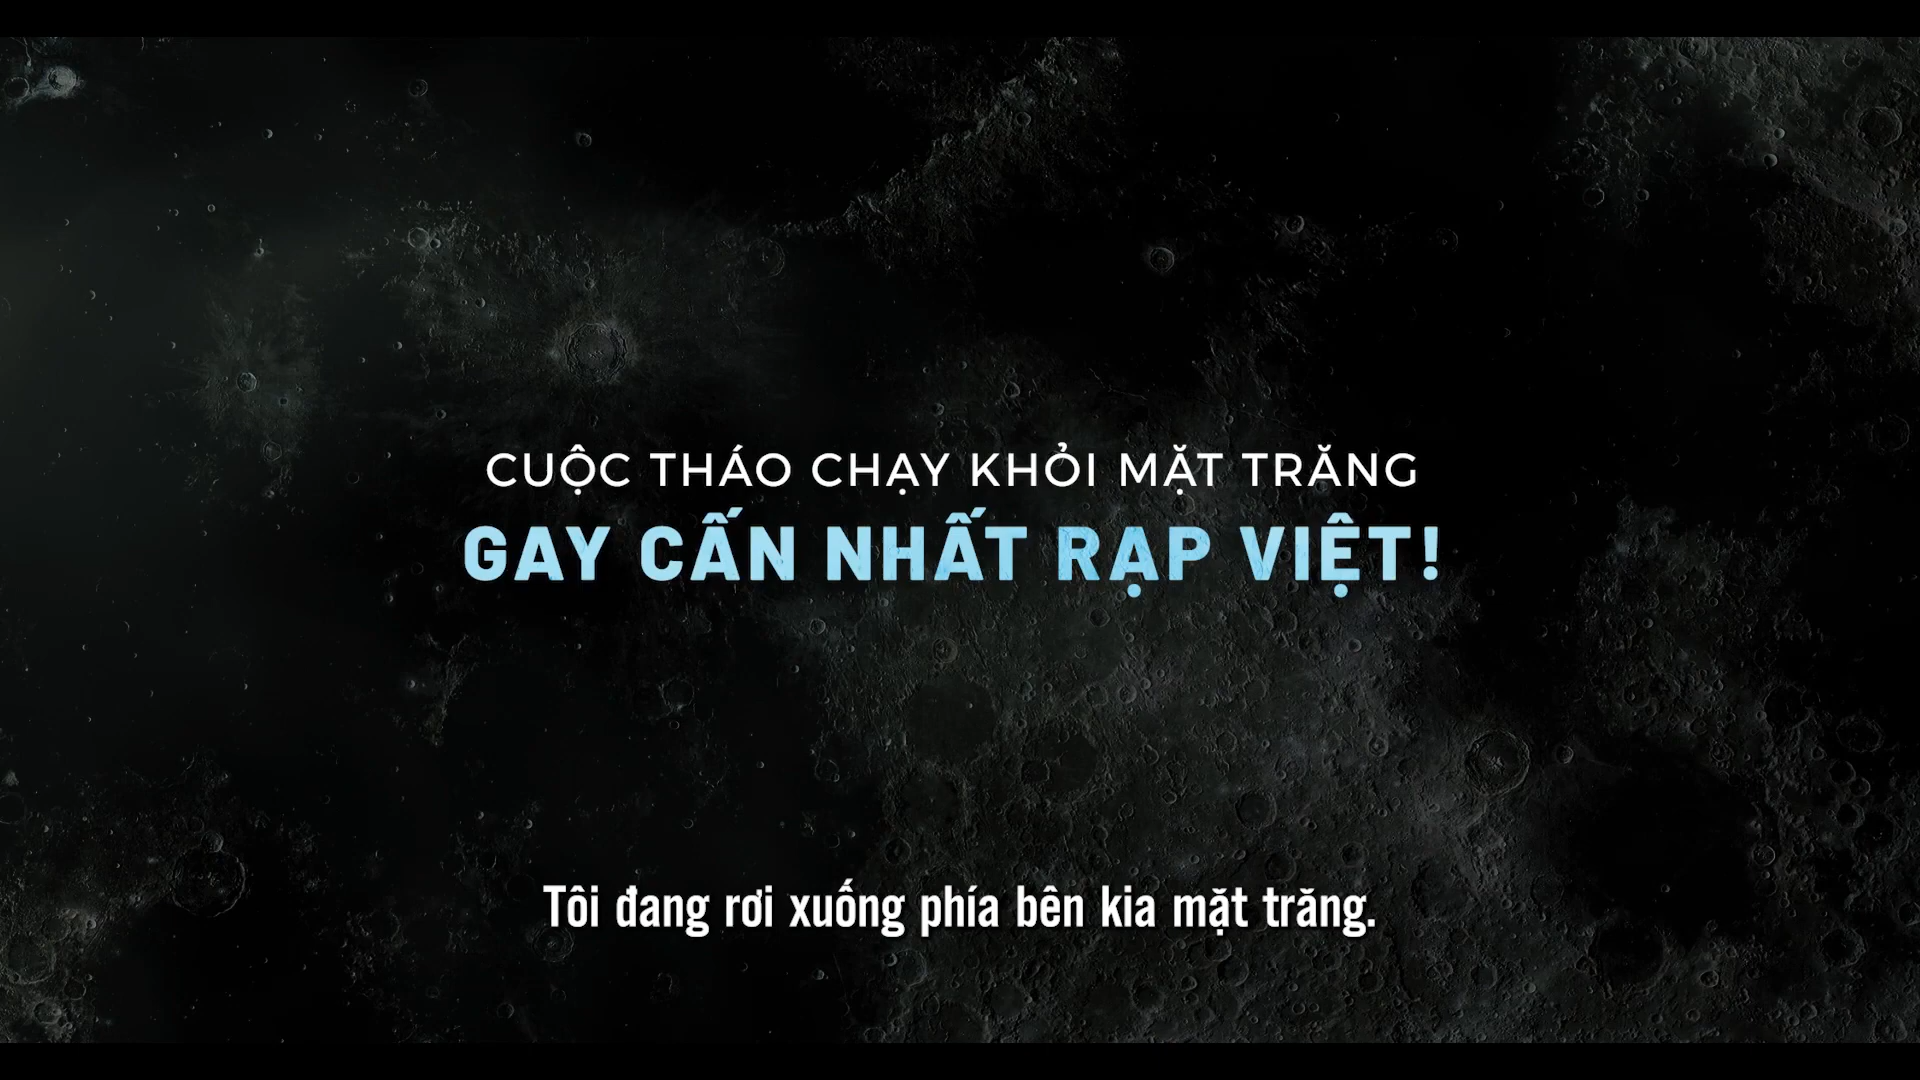 CUỘC THÁO CHẠY KHỎI MẶT TRĂNG
GAY CẤN NHẤT RẠP VIỆT!
Tôi đang rơi xuống phía bên kia mặt trăng.